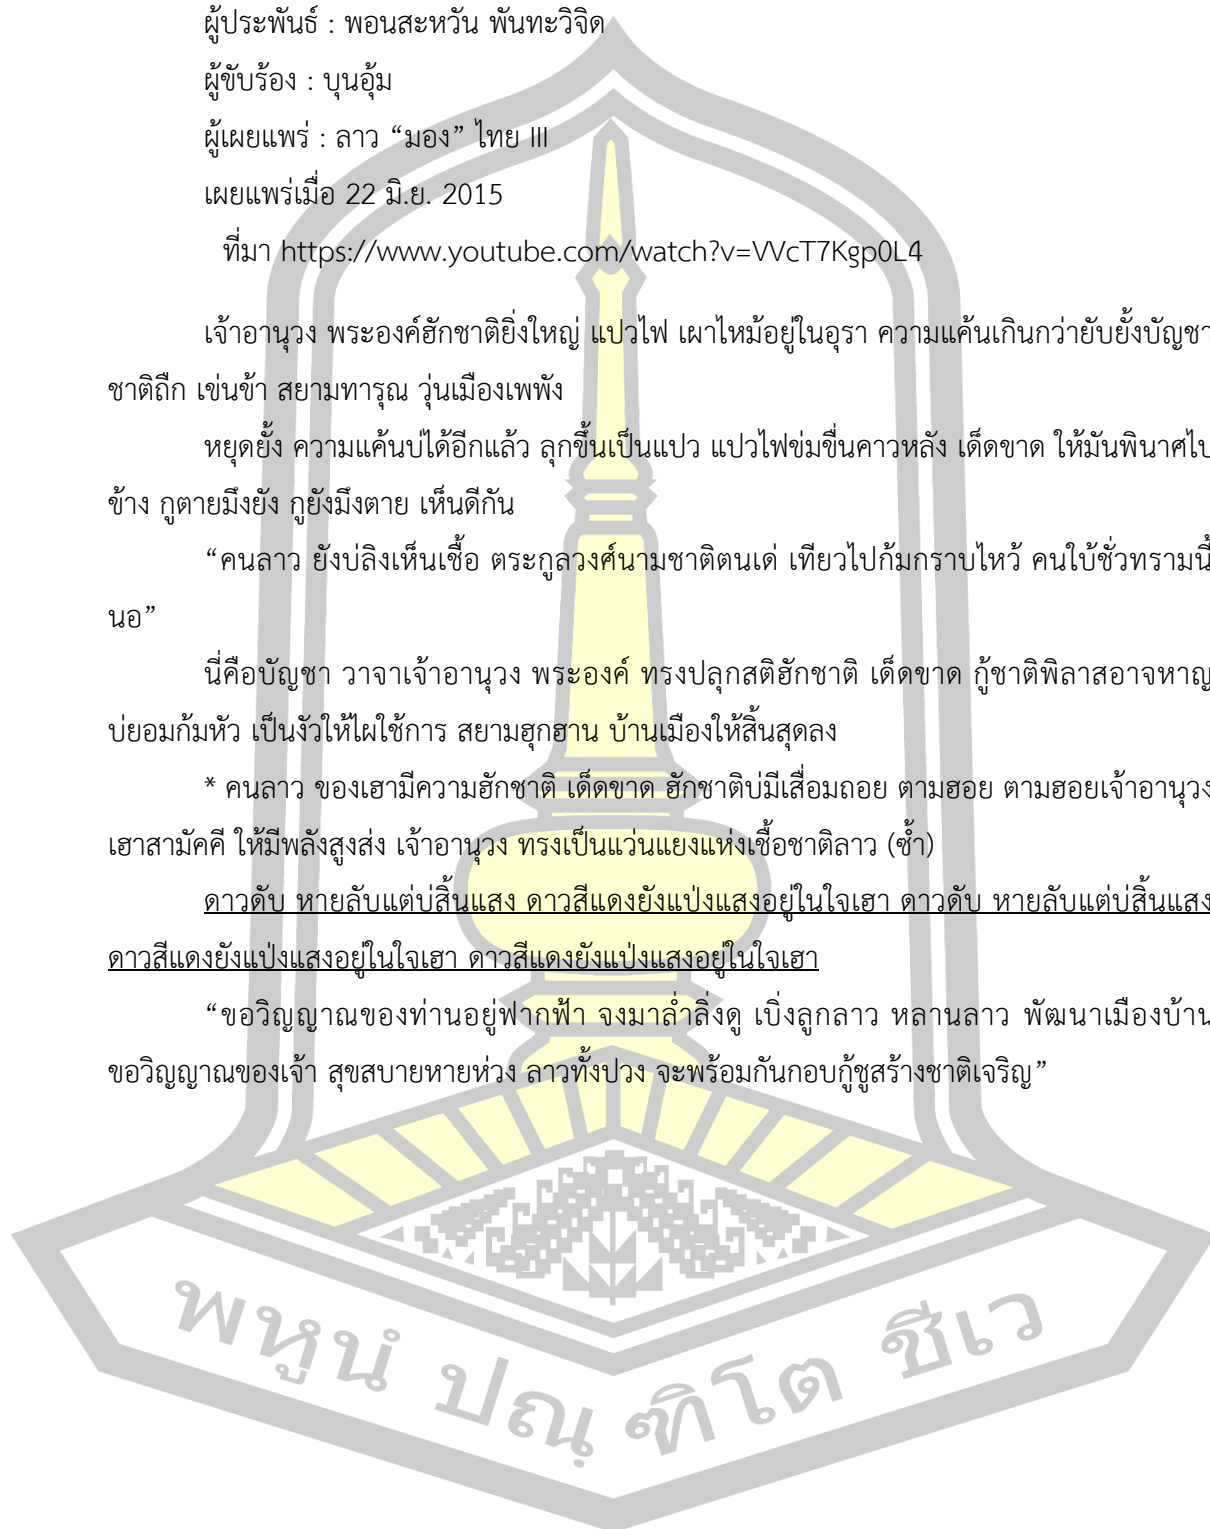 ผู้ประพันธ์ : พอนสะหวัน พันทะวิจิด
ผู้ขับร้อง : บุนอุ้ม
ผู้เผยแพร่ : ลาว “มอง” ไทย III
เผยแพร่เมื่อ 22 มิ.ย. 2015
ที่มา https://www.youtube.com/watch?v=VVcT7Kgp0L4
เจ้าอานุวง พระองค์ฮักชาติยิ่งใหญ่ แปวไฟ เผาไหม้อยู่ในอุรา ความแค้นเกินกว่ายับยั้งบัญชา
ชาติถืก เข่นข้า สยามทารุณ วุ่นเมืองเพพัง
หยุดยั้ง ความแค้นบ่ได้อีกแล้ว ลุกขึ้นเป็นแปว แปวไฟข่มขื่นคาวหลัง เด็ดขาด ให้มันพินาศไป
ข้าง กูตายมึงยัง กูยังมึงตาย เห็นดีกัน
“คนลาว ยังบ่ลิงเห็นเชื้อ ตระกูลวงศ์นามชาติตนเด่ เทียวไปก้มกราบไหว้ คนใบ้ชั่วทรามนี้
นอ”
นี่คือบัญชา วาจาเจ้าอานุวง พระองค์ ทรงปลุกสติฮักชาติ เด็ดขาด กู้ชาติพิลาสอาจหาญ
บ่ยอมก้มหัว เป็นงัวให้ไผใช้การ สยามฮุกฮาน บ้านเมืองให้สิ้นสุดลง
* คนลาว ของเฮามีความฮักชาติ เด็ดขาด ฮักชาติบ่มีเสื่อมถอย ตามฮอย ตามฮอยเจ้าอานุวง
เฮาสามัคคี ให้มีพลังสูงส่ง เจ้าอานุวง ทรงเป็นแว่นแยงแห่งเชื้อชาติลาว (ซ้ำ)
ดาวดับ หายลับแต่บ่สิ้นแสง ดาวสีแดงยังแป่งแสงอยู่ในใจเฮา ดาวดับ หายลับแต่บ่สิ้นแสง
ดาวสีแดงยังแป่งแสงอยู่ในใจเฮา ดาวสีแดงยังแป่งแสงอยู่ในใจเฮา
“ขอวิญญาณของท่านอยู่ฟากฟ้า จงมาล่ำลิ่งดู เบิ่งลูกลาว หลานลาว พัฒนาเมืองบ้าน
ขอวิญญาณของเจ้า สุขสบายหายห่วง ลาวทั้งปวง จะพร้อมกันกอบกู้ชูสร้างชาติเจริญ”
พหูนํ ปณฺฑิโต ชีเว